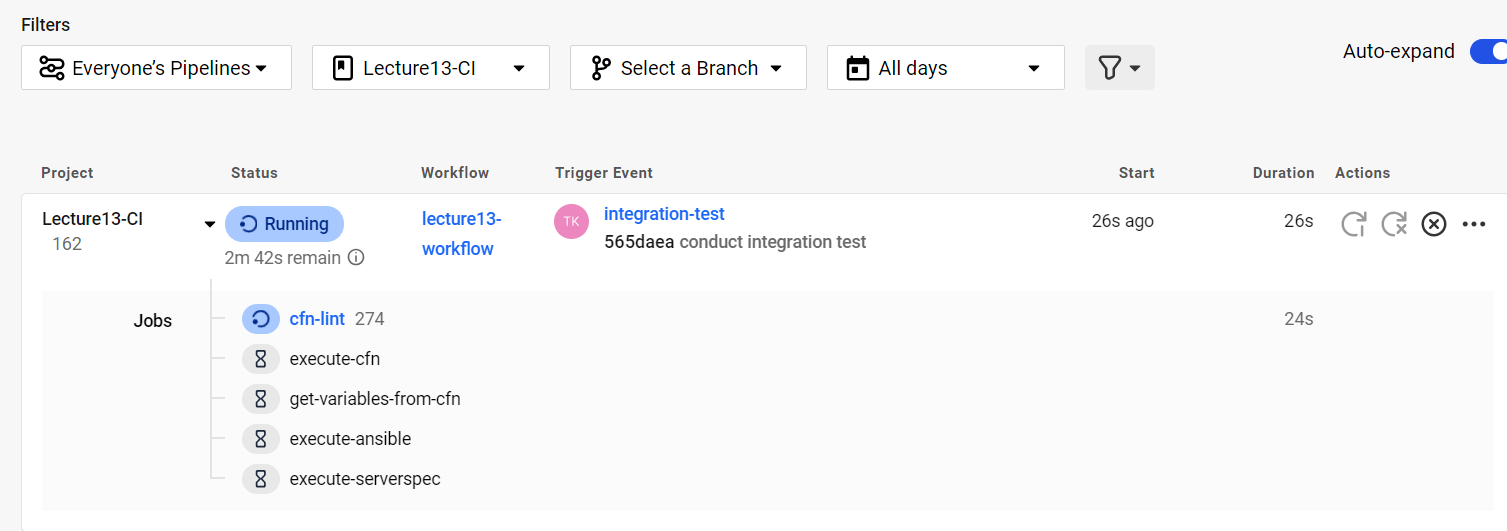 Filters
Everyone's Pipelines
Lecture13-CI
Select a Branch
All days
Auto-expand
Project
Status
Workflow
Trigger Event
Start
Duration
Actions
Lecture13-CI
162
Running
2m 42s remain
lecture13-
workflow
TK
integration-test
565daea conduct integration test
26s ago
26s
Jobs
cfn-lint 274
24s
execute-cfn
get-variables-from-cfn
execute-ansible
execute-serverspec